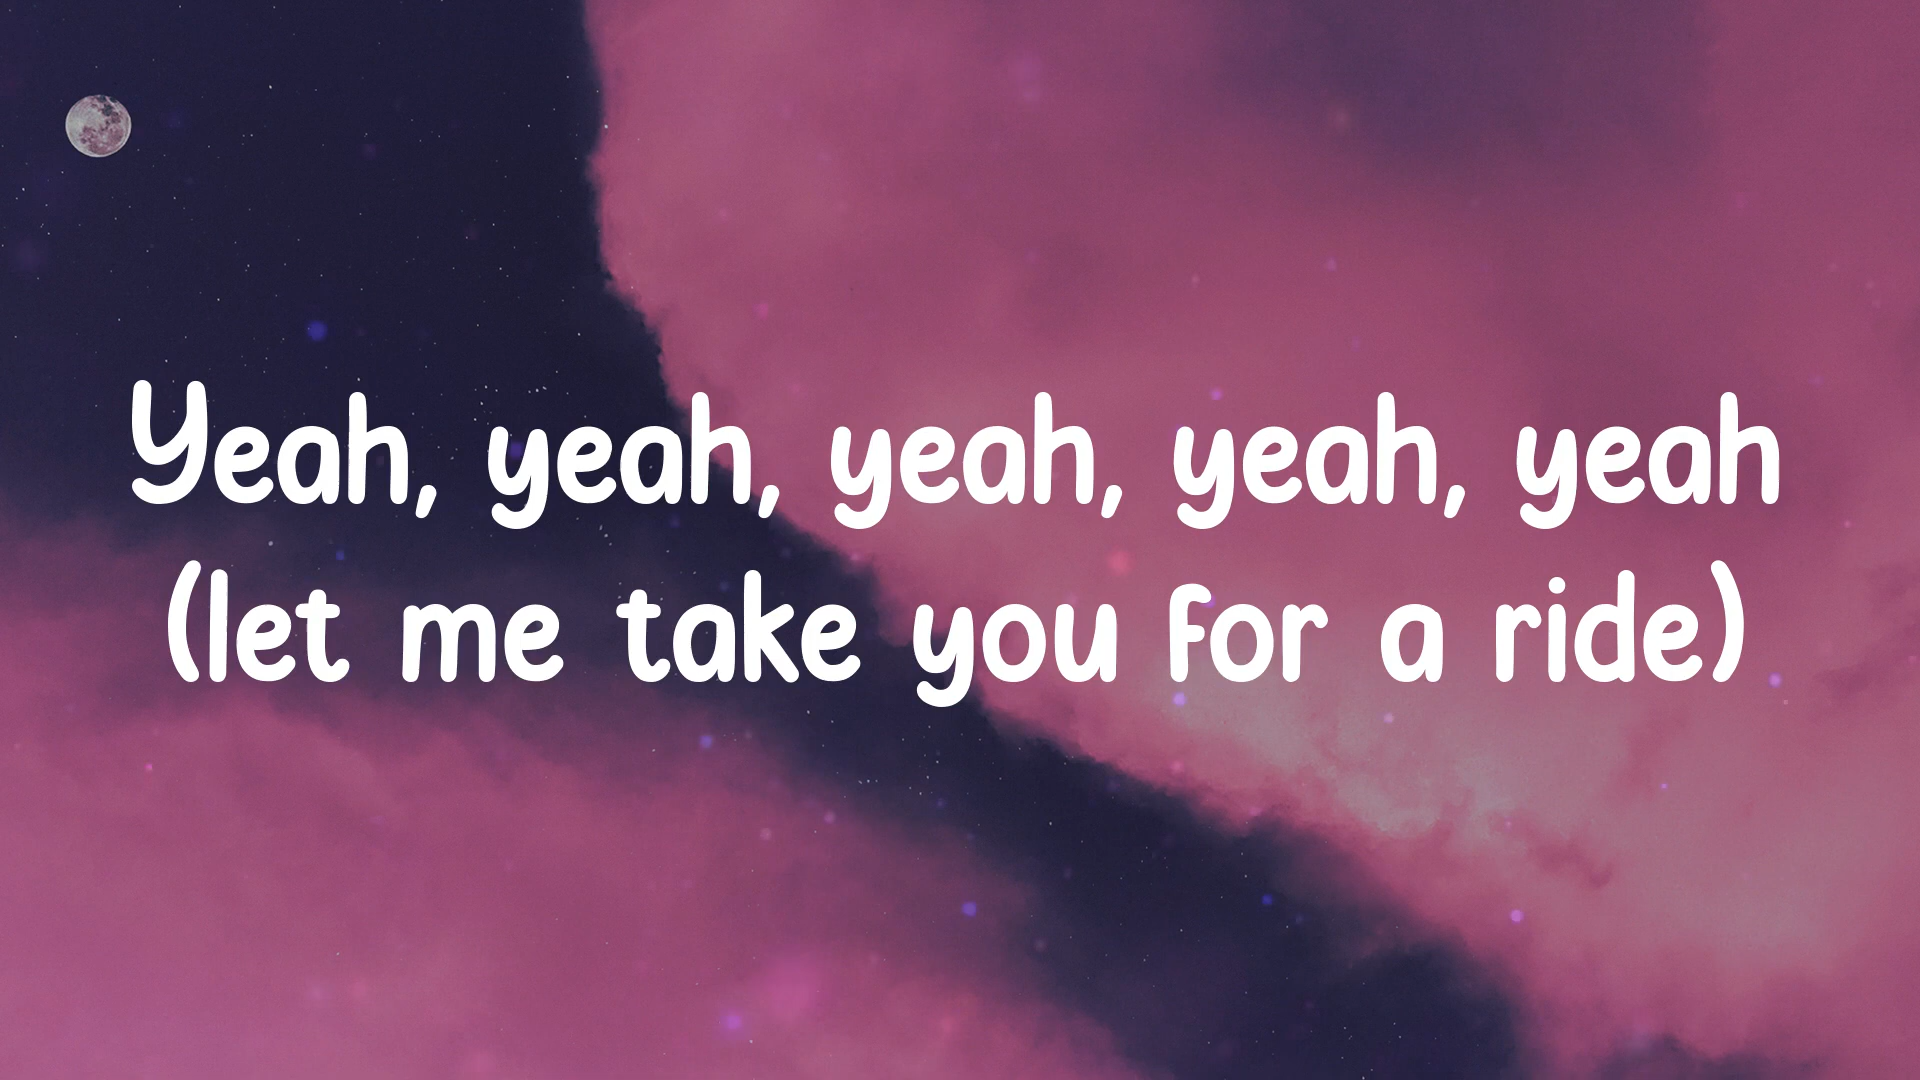 Yeah, yeah, yeah, yeah, yeah
(let me take you for a ride)